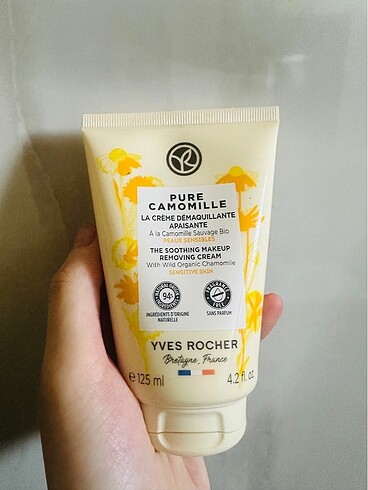 PURE
CAMOMILLE
LA CRÈME DÉMAQUILLANTE
APAISANTE
À la Camomille Sauvage Bio
PEAUX SENSIBLES
THE SOOTHING MAKEUP
REMOVING CREAM
With Wild Organic Chamomile
SENSITIVE SKIN
94%
INGRÉDIENTS D'ORIGINE
NATURELLE
FRAGRANCE
FREE
SANS PARFUM
YVES ROCHER
Bretagne, France
℮125 ml
4.2 fl. oz